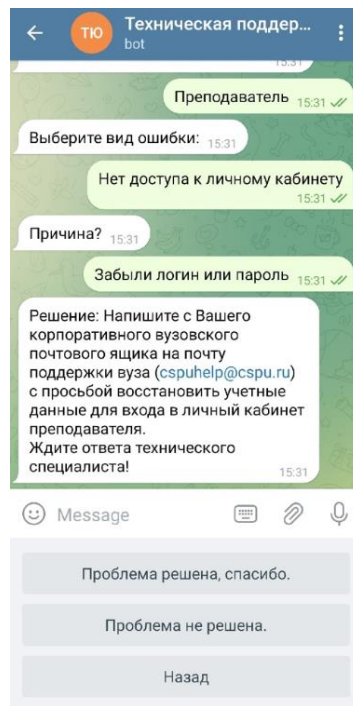 ТЮ
Техническая поддер...
bot
15:31
Преподаватель 15:31
Выберите вид ошибки: 15:31
Нет доступа к личному кабинету
15:31
Причина? 15:31
Забыли логин или пароль 15:31
Решение: Напишите с Вашего
корпоративного вузовского
почтового ящика на почту
поддержки вуза (cspuhelp@cspu.ru)
с просьбой восстановить учетные
данные для входа в личный кабинет
преподавателя.
Ждите ответа технического
специалиста!
15:31
Message
Проблема решена, спасибо.
Проблема не решена.
Назад